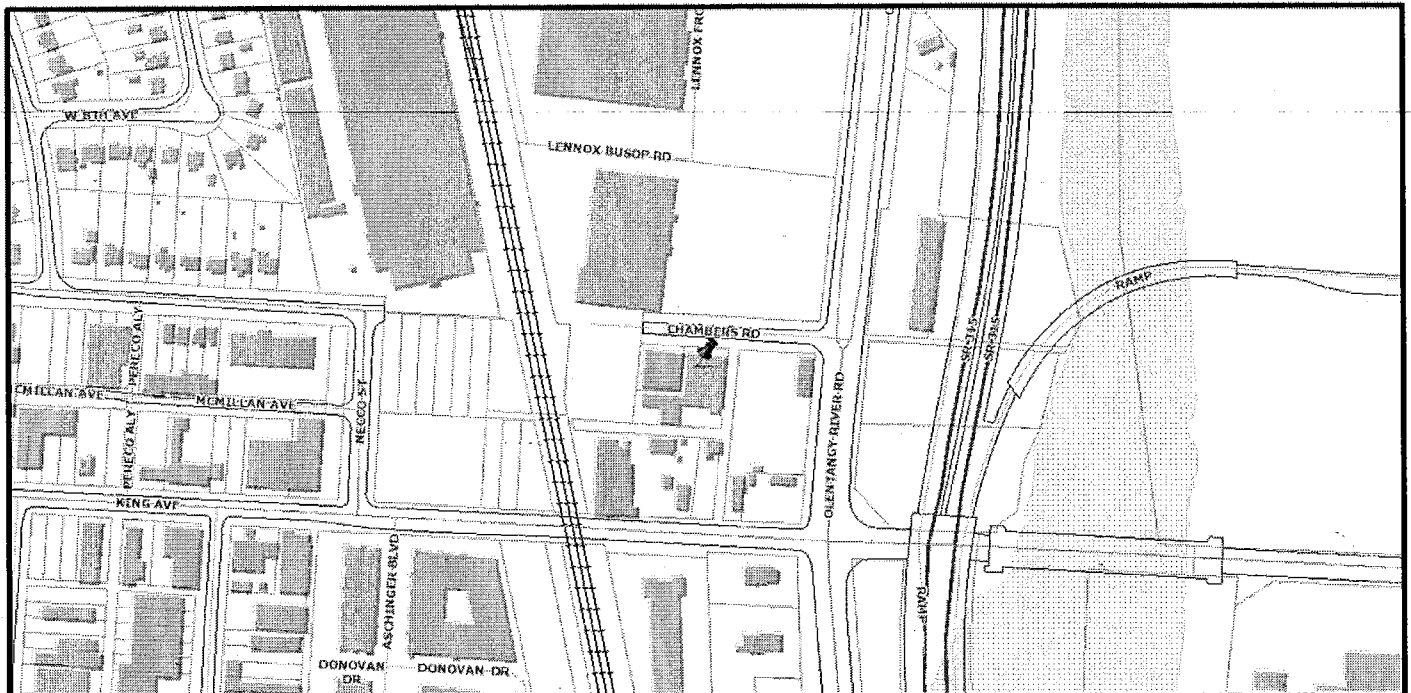 LENNOX FRO
W 8TH AVE
LENNOX BUSOP RD
RAMP
PERECO ALY
CHAMBERS RD
SR-315
SR-315
CMILLAN AVE
MCMILLAN AVE
NECCO ST
PERECO ALY
OLENTANGY RIVER RD
KING AVE
ASCHINGER BLVD
RAMP
DONOVAN
DR
DONOVAN DR